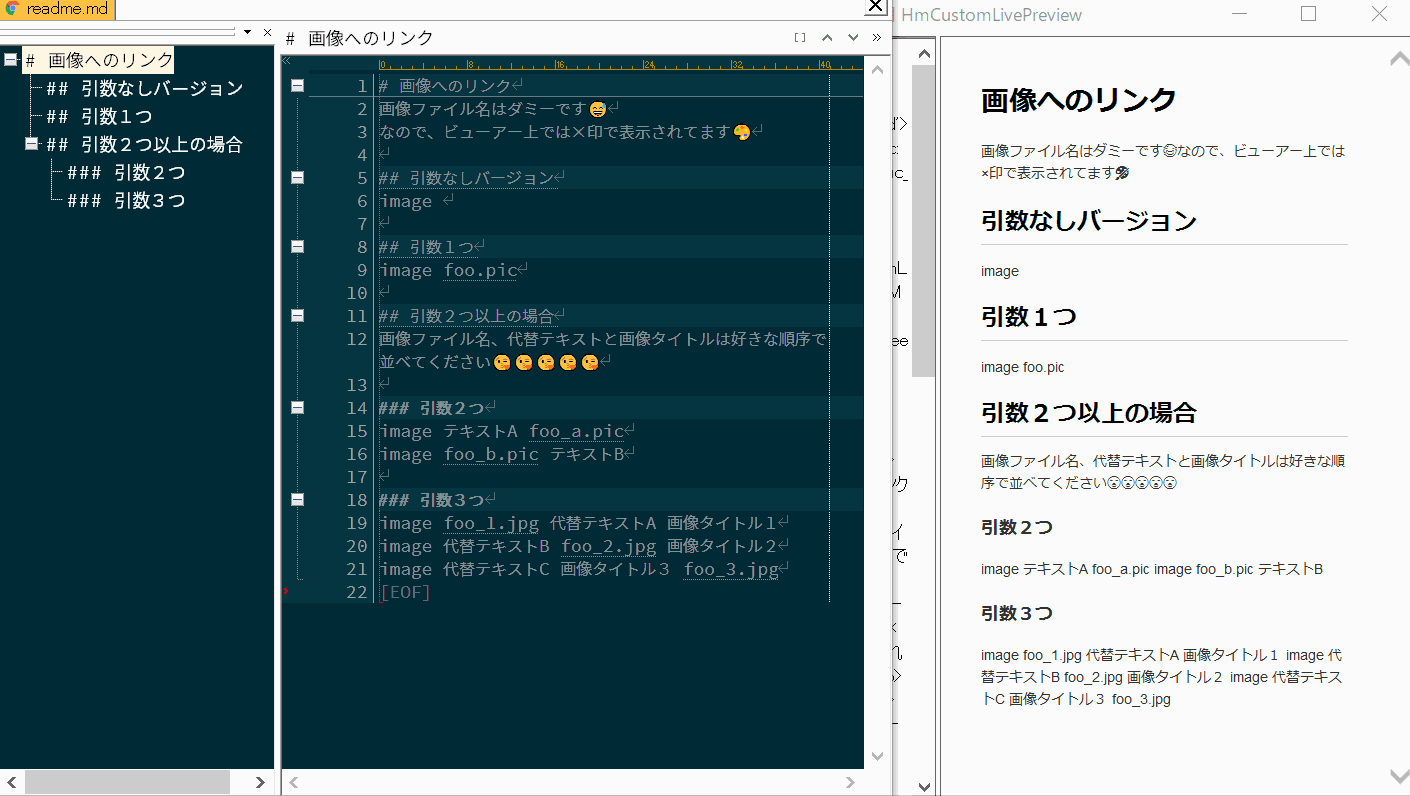 readme.md
# 画像へのリンク
## 引数なしバージョン
## 引数１つ
## 引数２つ以上の場合
### 引数２つ
### 引数３つ
# 画像へのリンク
0 8 16 24 32 40
1 # 画像へのリンク↵
2 画像ファイル名はダミーです😅↵
3 なので、ビューアー上では×印で表示されてます🎨↵
4 ↵
5 ## 引数なしバージョン↵
6 image ↵
7 ↵
8 ## 引数１つ↵
9 image foo.pic↵
10 ↵
11 ## 引数２つ以上の場合↵
12 画像ファイル名、代替テキストと画像タイトルは好きな順序で
並べてください😘😘😘😘😘↵
13 ↵
14 ### 引数２つ↵
15 image テキストA foo_a.pic↵
16 image foo_b.pic テキストB↵
17 ↵
18 ### 引数３つ↵
19 image foo_1.jpg 代替テキストA 画像タイトル１↵
20 image 代替テキストB foo_2.jpg 画像タイトル２↵
21 image 代替テキストC 画像タイトル３ foo_3.jpg↵
22 [EOF]
HmCustomLivePreview
画像へのリンク
画像ファイル名はダミーです😅なので、ビューアー上では
×印で表示されてます🎨
引数なしバージョン
image
引数１つ
image foo.pic
引数２つ以上の場合
画像ファイル名、代替テキストと画像タイトルは好きな順
序で並べてください😘😘😘😘😘
引数２つ
image テキストA foo_a.pic image foo_b.pic テキストB
引数３つ
image foo_1.jpg 代替テキストA 画像タイトル１ image 代
替テキストB foo_2.jpg 画像タイトル２ image 代替テキス
トC 画像タイトル３ foo_3.jpg